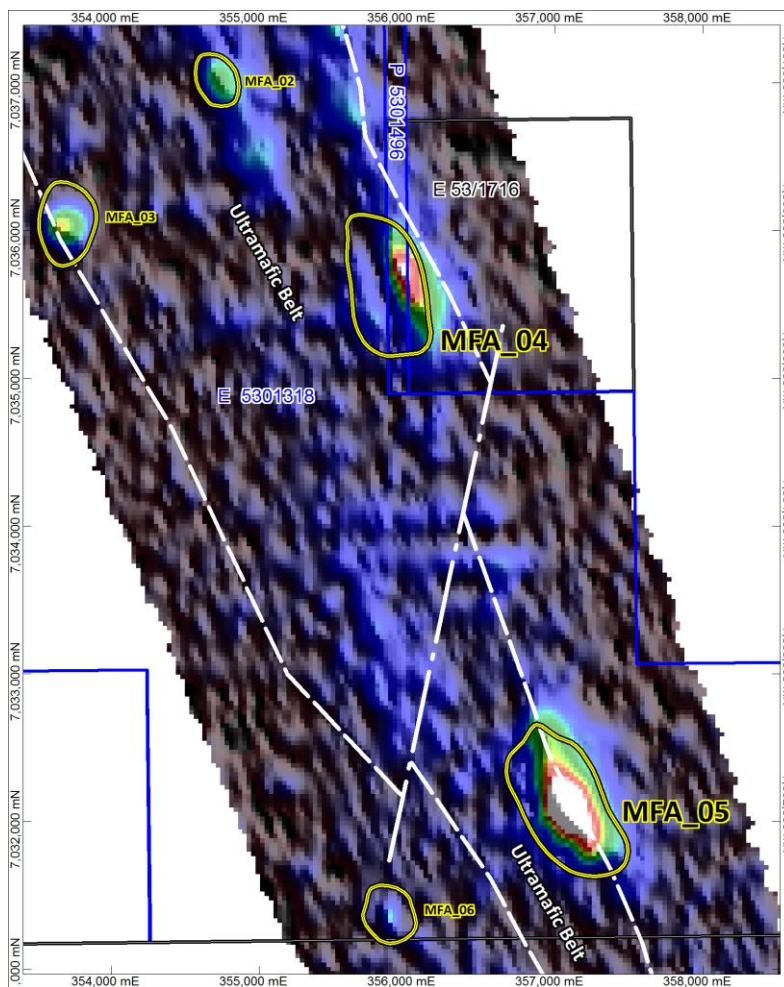 354,000 mE
355,000 mE
356,000 mE
357,000 mE
358,000 mE
7,037,000 mN
MFA_02
P 5301496
E 53/1716
7,036,000 mN
MFA_03
Ultramafic Belt
MFA_04
7,035,000 mN
E 5301318
7,034,000 mN
7,033,000 mN
7,032,000 mN
MFA_05
Ultramafic Belt
MFA_06
,000 mN
354,000 mE
355,000 mE
356,000 mE
357,000 mE
358,000 mE